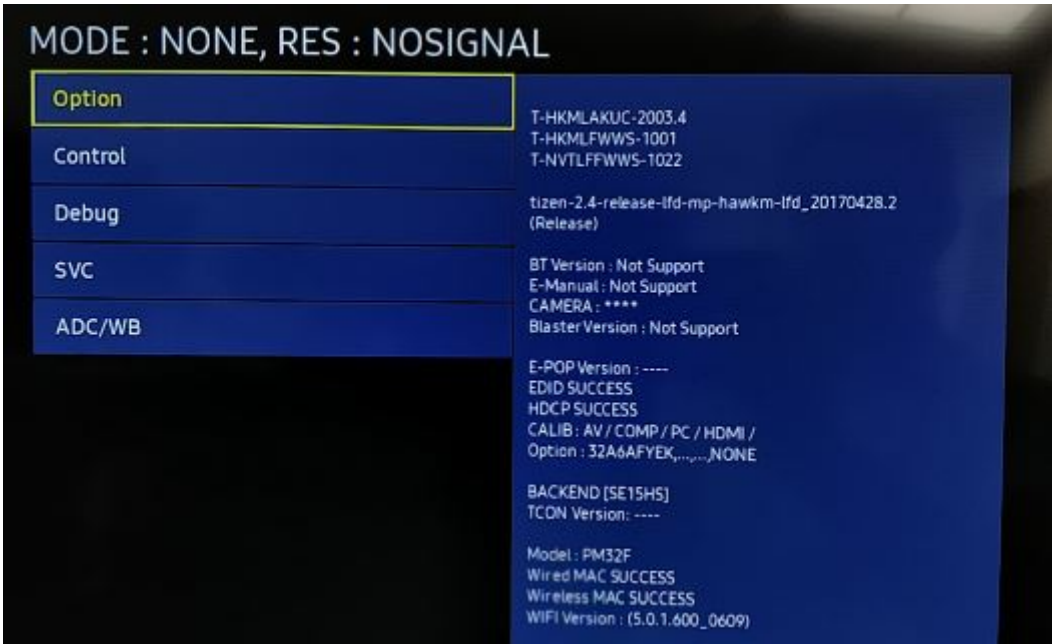 MODE : NONE, RES : NOSIGNAL
Option
Control
Debug
SVC
ADC/WB
T-HKMLAKUC-2003.4
T-HKMLFWWS-1001
T-NVTLFFWWS-1022
tizen-2.4-release-lfd-mp-hawkm-lfd_20170428.2
(Release)
BT Version : Not Support
E-Manual : Not Support
CAMERA : ****
Blaster Version : Not Support
E-POP Version : ----
EDID SUCCESS
HDCP SUCCESS
CALIB : AV / COMP / PC / HDMI /
Option : 32A6AFYEK,...,...,NONE
BACKEND [SE15HS]
TCON Version: ----
Model : PM32F
Wired MAC SUCCESS
Wireless MAC SUCCESS
WIFI Version : (5.0.1.600_0609)